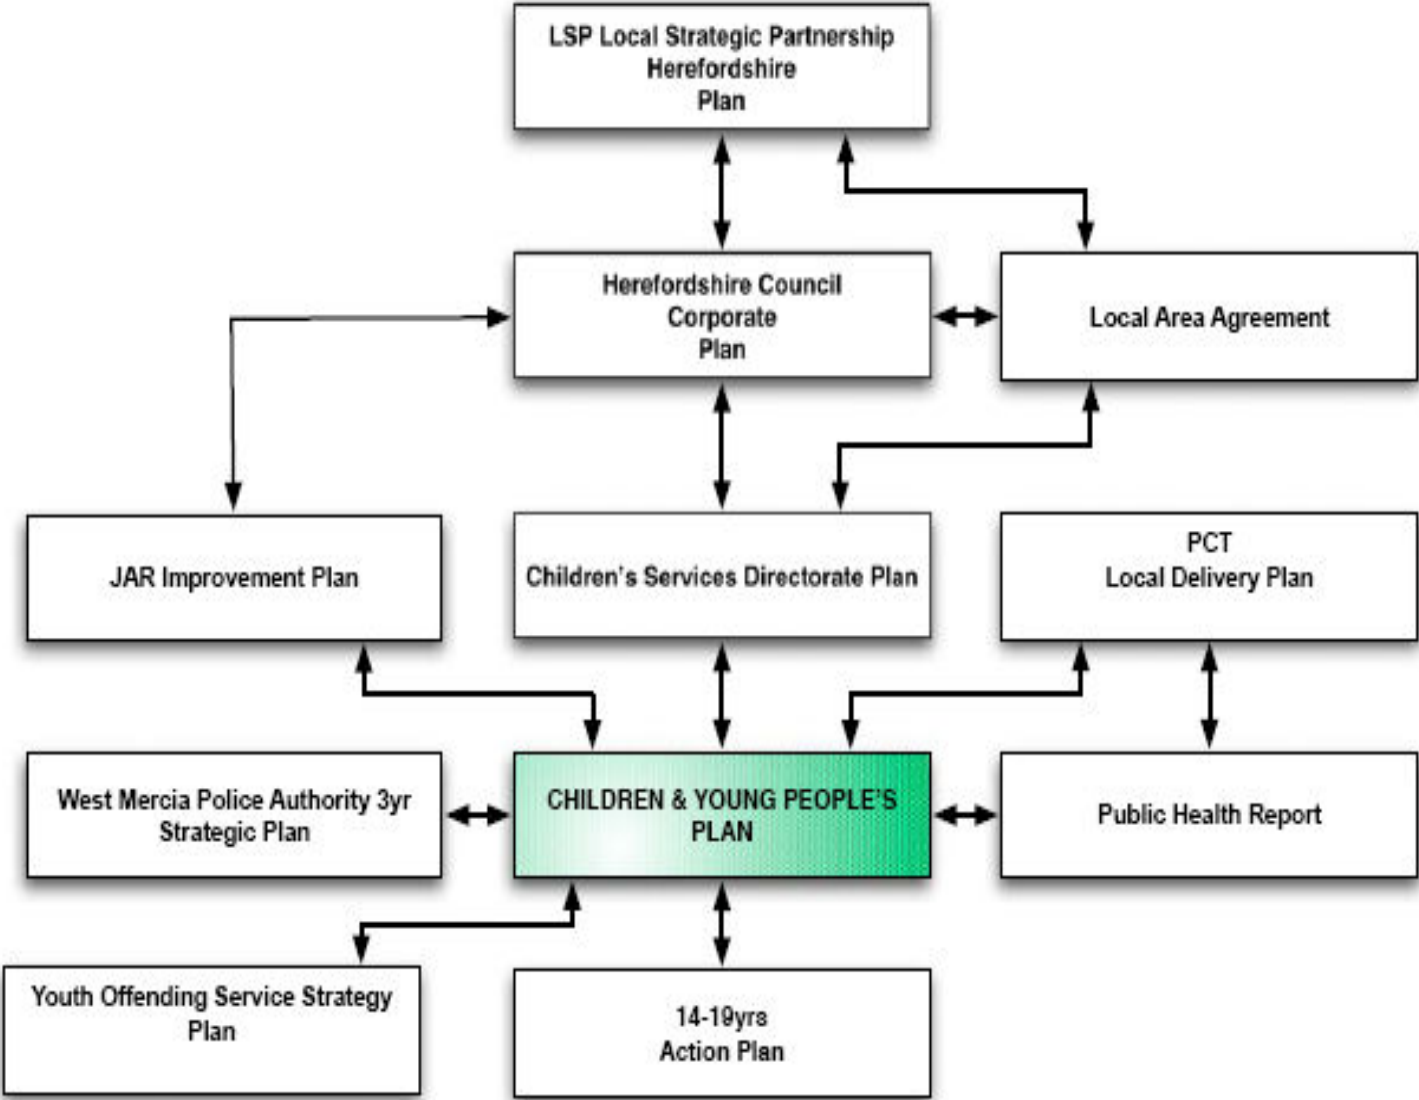 LSP Local Strategic Partnership
Herefordshire
Plan
Herefordshire Council
Corporate
Plan
Local Area Agreement
JAR Improvement Plan
Children's Services Directorate Plan
PCT
Local Delivery Plan
West Mercia Police Authority 3yr
Strategic Plan
CHILDREN & YOUNG PEOPLE'S
PLAN
Public Health Report
Youth Offending Service Strategy
Plan
14-19yrs
Action Plan